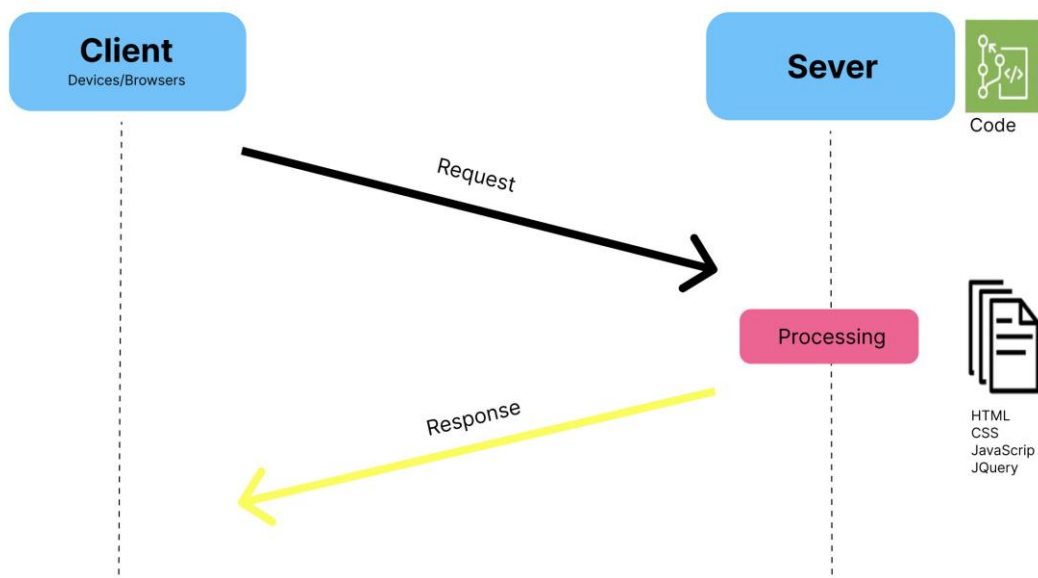 Client
Devices/Browsers
Sever
</>
Code
Request
Processing
Response
HTML
CSS
JavaScrip
JQuery